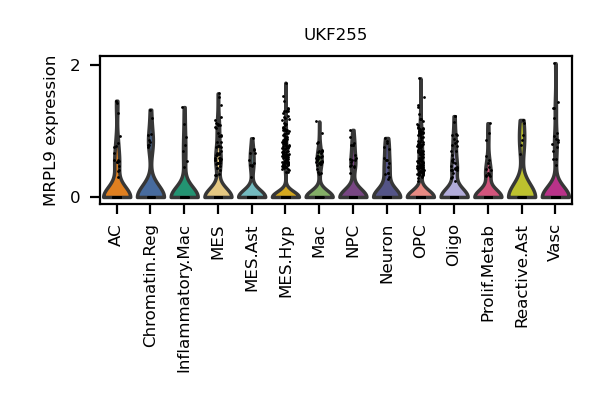 UKF255
MRPL9 expression
2
0
AC
Chromatin.Reg
Inflammatory.Mac
MES
MES.Ast
MES.Hyp
Mac
NPC
Neuron
OPC
Oligo
Prolif.Metab
Reactive.Ast
Vasc